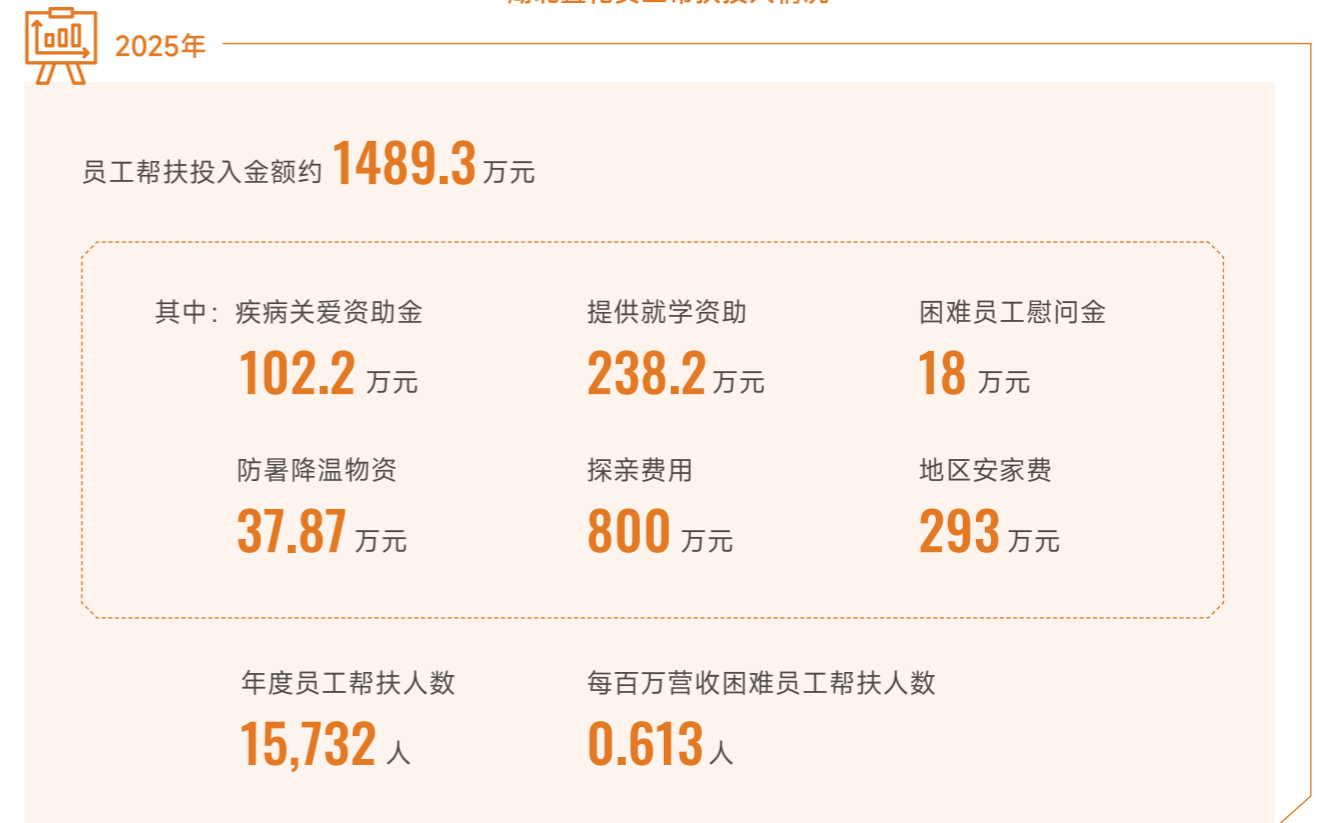 2025年
员工帮扶投入金额约 1489.3 万元
其中：疾病关爱资助金 提供就学资助 困难员工慰问金
102.2 万元 238.2 万元 18 万元
防暑降温物资 探亲费用 地区安家费
37.87 万元 800 万元 293 万元
年度员工帮扶人数 每百万营收困难员工帮扶人数
15,732 人 0.613 人